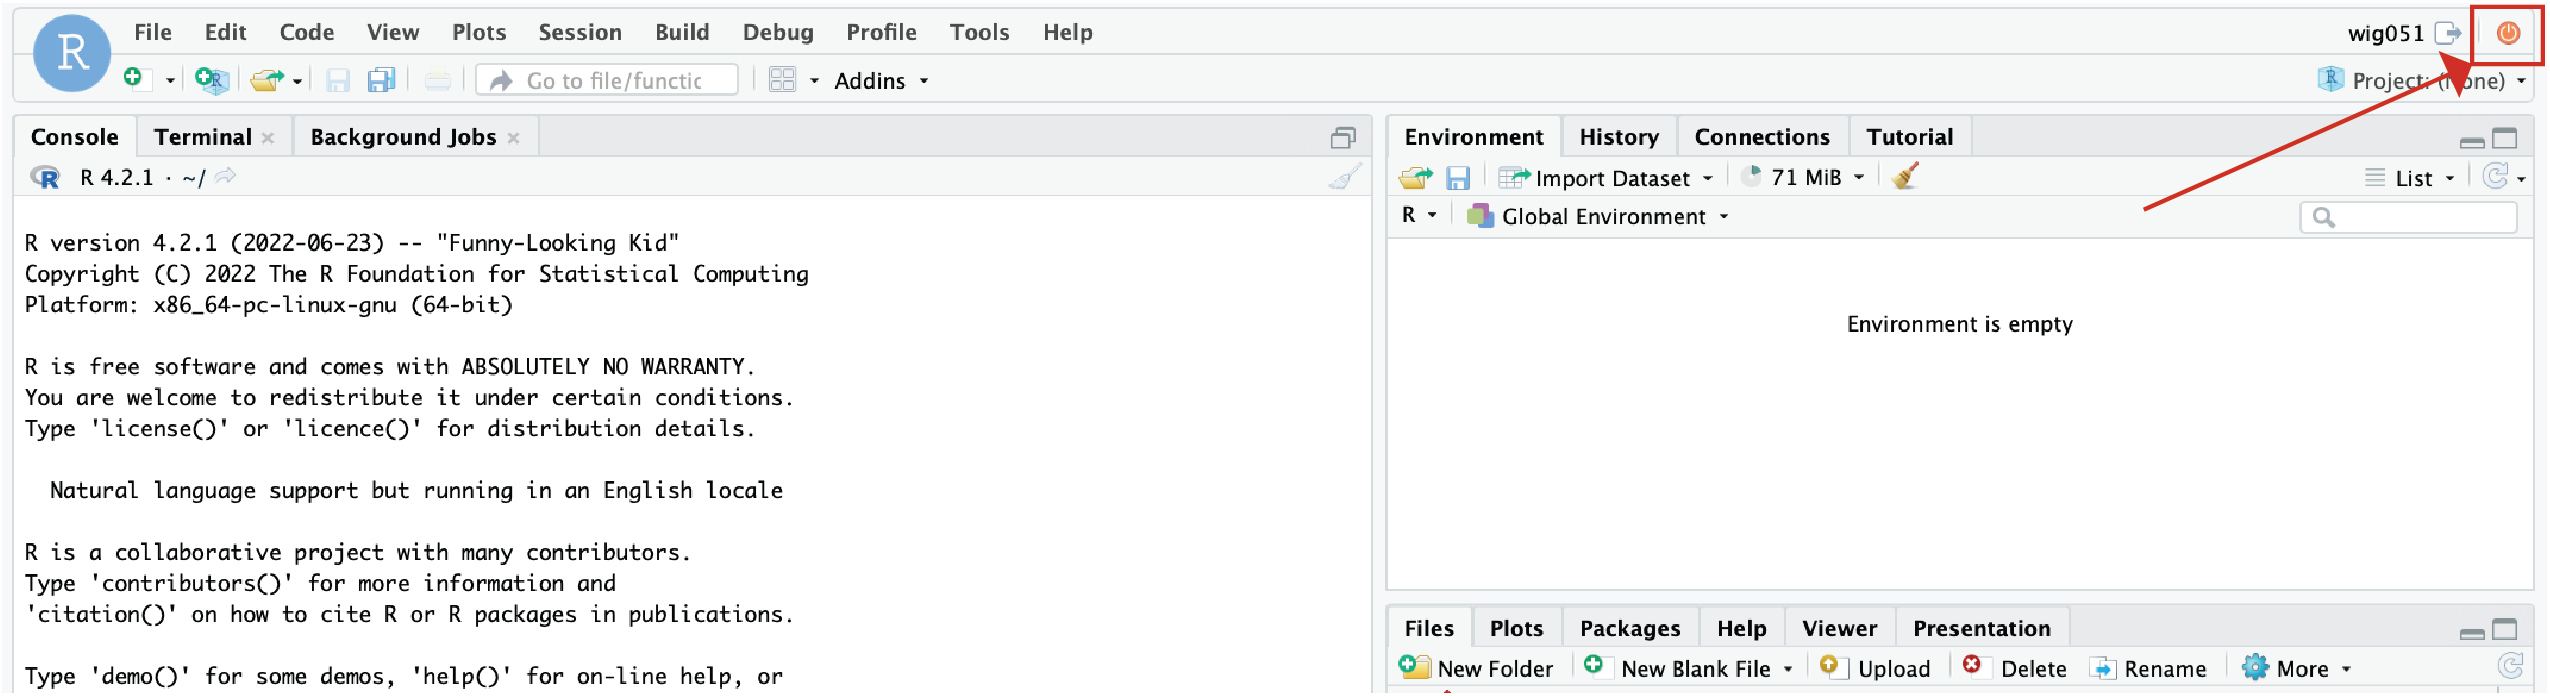 R File Edit Code View Plots Session Build Debug Profile Tools Help wig051
Go to file/functic Addins Project: (None)
Console Terminal Background Jobs
R 4.2.1 · ~/
R version 4.2.1 (2022-06-23) -- "Funny-Looking Kid"
Copyright (C) 2022 The R Foundation for Statistical Computing
Platform: x86_64-pc-linux-gnu (64-bit)
R is free software and comes with ABSOLUTELY NO WARRANTY.
You are welcome to redistribute it under certain conditions.
Type 'license()' or 'licence()' for distribution details.
Natural language support but running in an English locale
R is a collaborative project with many contributors.
Type 'contributors()' for more information and
'citation()' on how to cite R or R packages in publications.
Type 'demo()' for some demos, 'help()' for on-line help, or
Environment History Connections Tutorial
Import Dataset 71 MiB List
R Global Environment
Environment is empty
Files Plots Packages Help Viewer Presentation
New Folder New Blank File Upload Delete Rename More